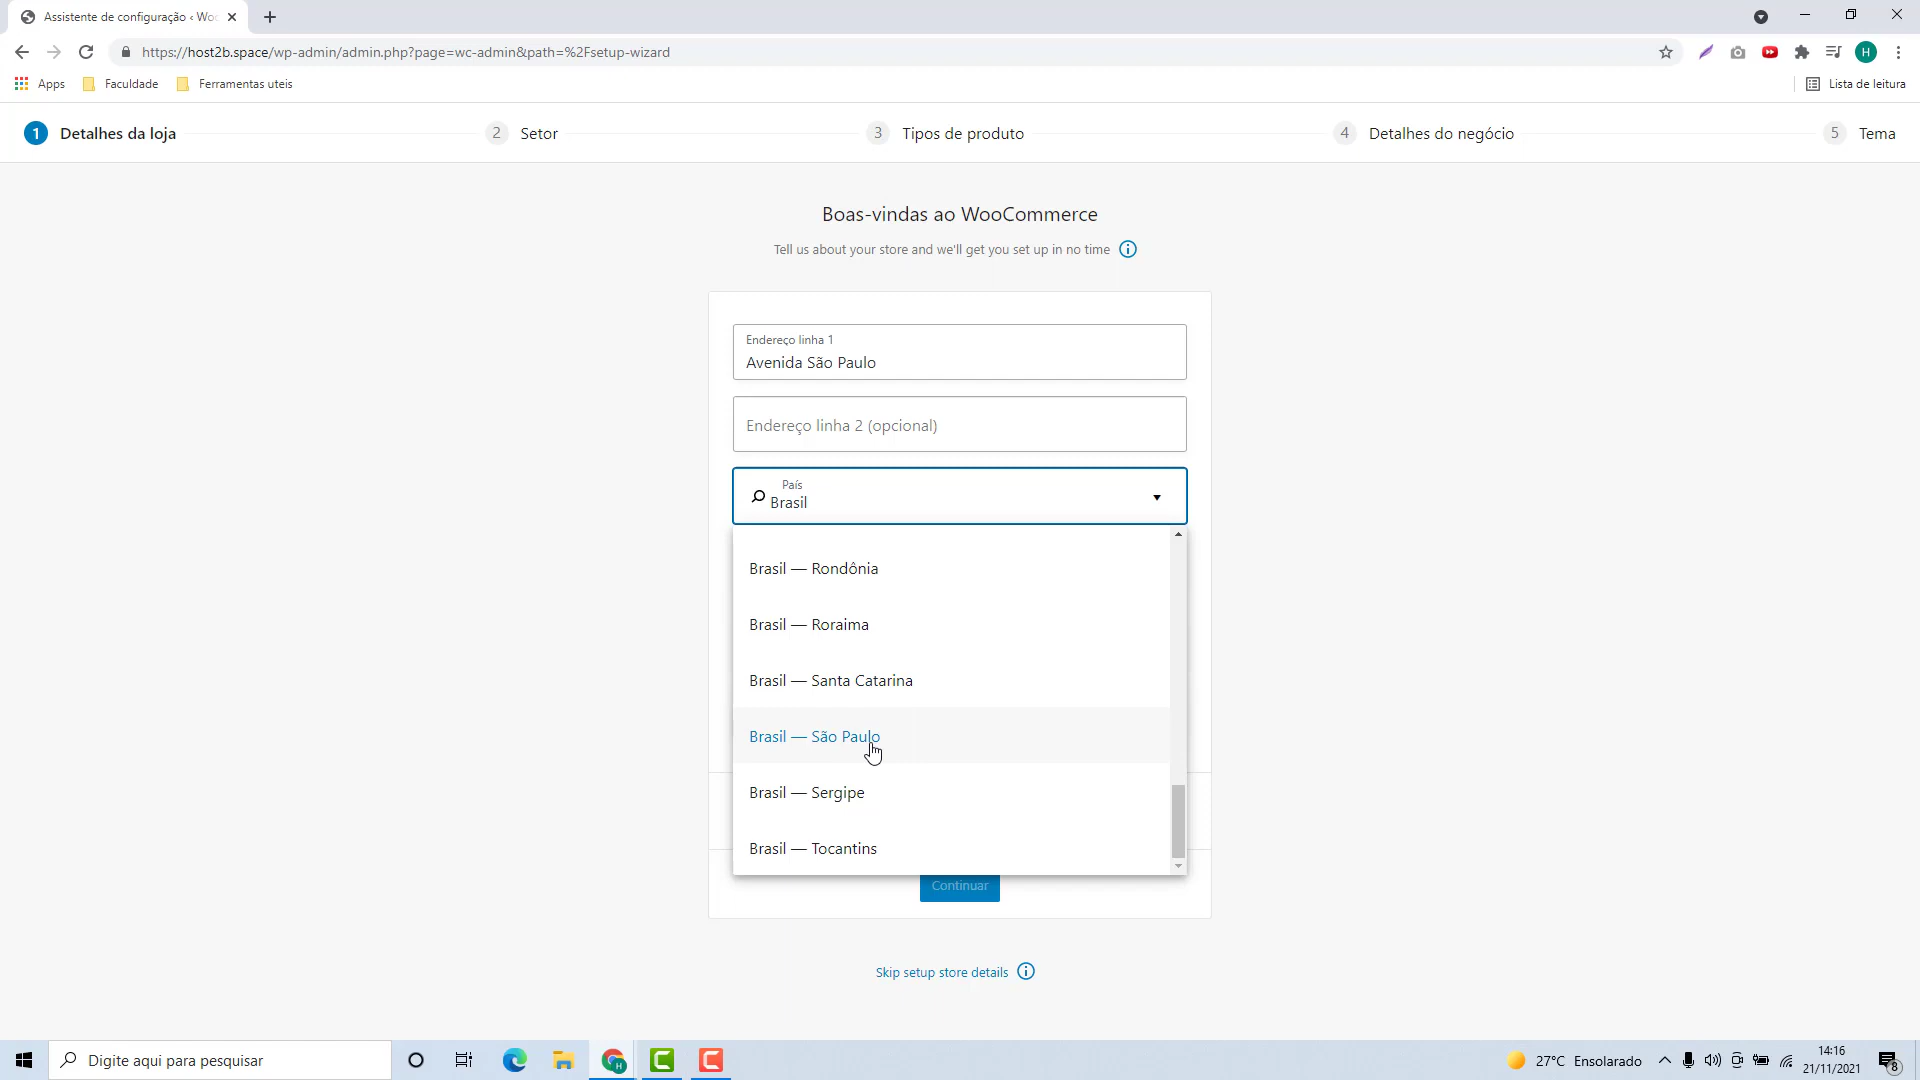 Assistente de configuração ‹ Woo
https://host2b.space/wp-admin/admin.php?page=wc-admin&path=%2Fsetup-wizard
H
Apps
Faculdade
Ferramentas uteis
Lista de leitura
1 Detalhes da loja
2 Setor
3 Tipos de produto
4 Detalhes do negócio
5 Tema
Boas-vindas ao WooCommerce
Tell us about your store and we'll get you set up in no time
Endereço linha 1
Avenida São Paulo
Endereço linha 2 (opcional)
País
Brasil
Brasil — Rondônia
Brasil — Roraima
Brasil — Santa Catarina
Brasil — São Paulo
Brasil — Sergipe
Brasil — Tocantins
Continuar
Skip setup store details
Digite aqui para pesquisar
27°C Ensolarado
14:16
21/11/2021
8